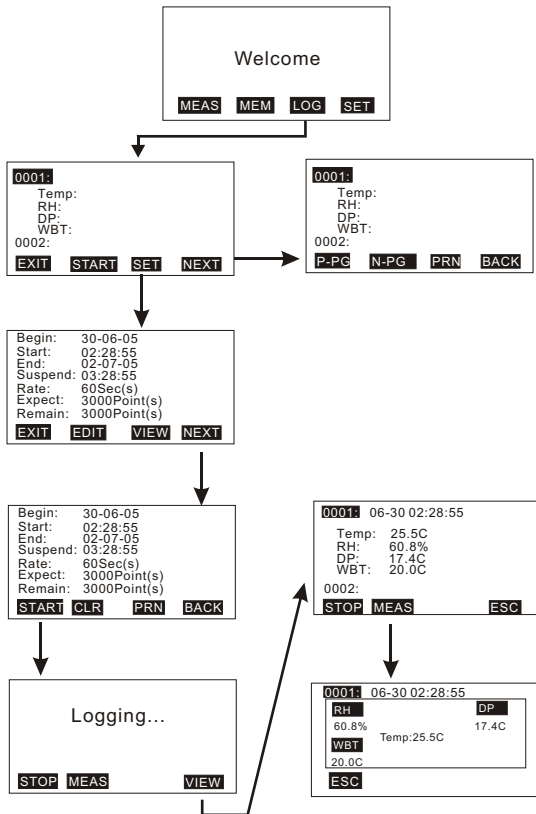 Welcome
MEAS MEM LOG SET
0001:
Temp:
RH:
DP:
WBT:
0002:
EXIT START SET NEXT
0001:
Temp:
RH:
DP:
WBT:
0002:
P-PG N-PG PRN BACK
Begin: 30-06-05
Start: 02:28:55
End: 02-07-05
Suspend: 03:28:55
Rate: 60Sec(s)
Expect: 3000Point(s)
Remain: 3000Point(s)
EXIT EDIT VIEW NEXT
Begin: 30-06-05
Start: 02:28:55
End: 02-07-05
Suspend: 03:28:55
Rate: 60Sec(s)
Expect: 3000Point(s)
Remain: 3000Point(s)
START CLR PRN BACK
0001: 06-30 02:28:55
Temp: 25.5C
RH: 60.8%
DP: 17.4C
WBT: 20.0C
0002:
STOP MEAS ESC
Logging...
STOP MEAS VIEW
0001: 06-30 02:28:55
RH DP
60.8% 17.4C
Temp:25.5C
WBT
20.0C
ESC